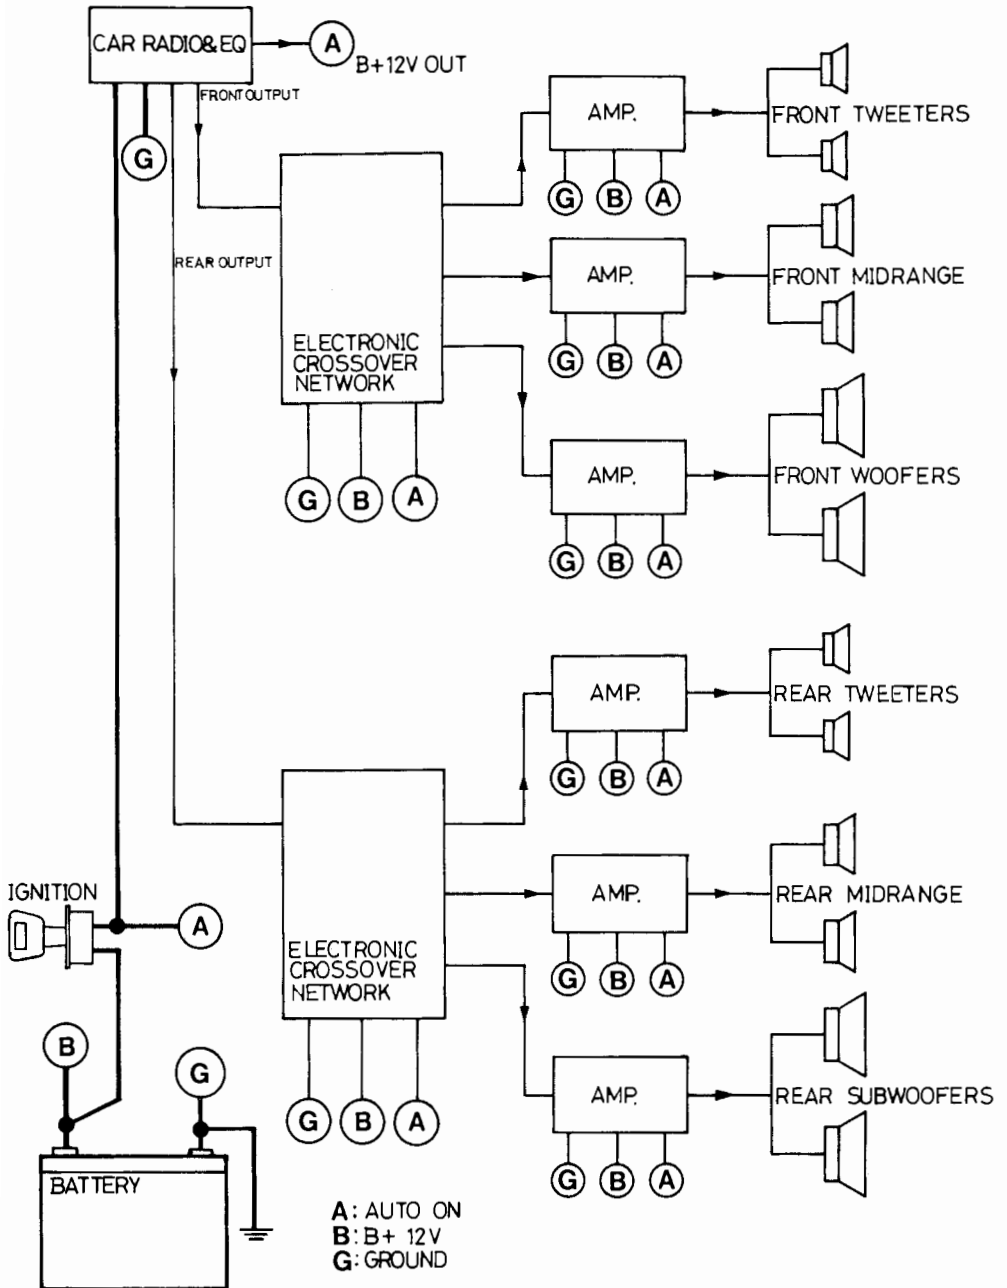 CAR RADIO&EQ
A
B+12V OUT
FRONT OUTPUT
G
REAR OUTPUT
ELECTRONIC
CROSSOVER
NETWORK
G B A
AMP.
G B A
FRONT TWEETERS
AMP.
G B A
FRONT MIDRANGE
AMP.
G B A
FRONT WOOFERS
ELECTRONIC
CROSSOVER
NETWORK
G B A
AMP.
G B A
REAR TWEETERS
AMP.
G B A
REAR MIDRANGE
AMP.
G B A
REAR SUBWOOFERS
IGNITION
A
B
G
BATTERY
A: AUTO ON
B: B+ 12V
G: GROUND